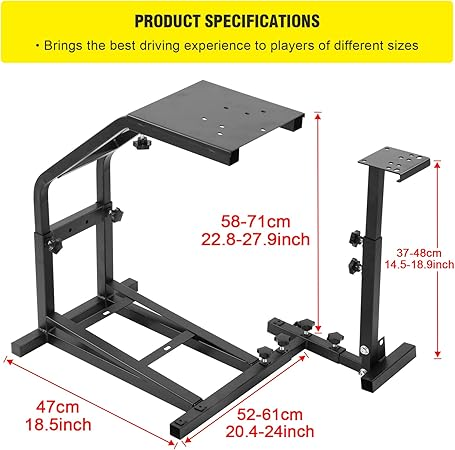 PRODUCT SPECIFICATIONS
• Brings the best driving experience to players of different sizes
58-71cm
22.8-27.9inch
37-48cm
14.5-18.9inch
47cm
18.5inch
52-61cm
20.4-24inch